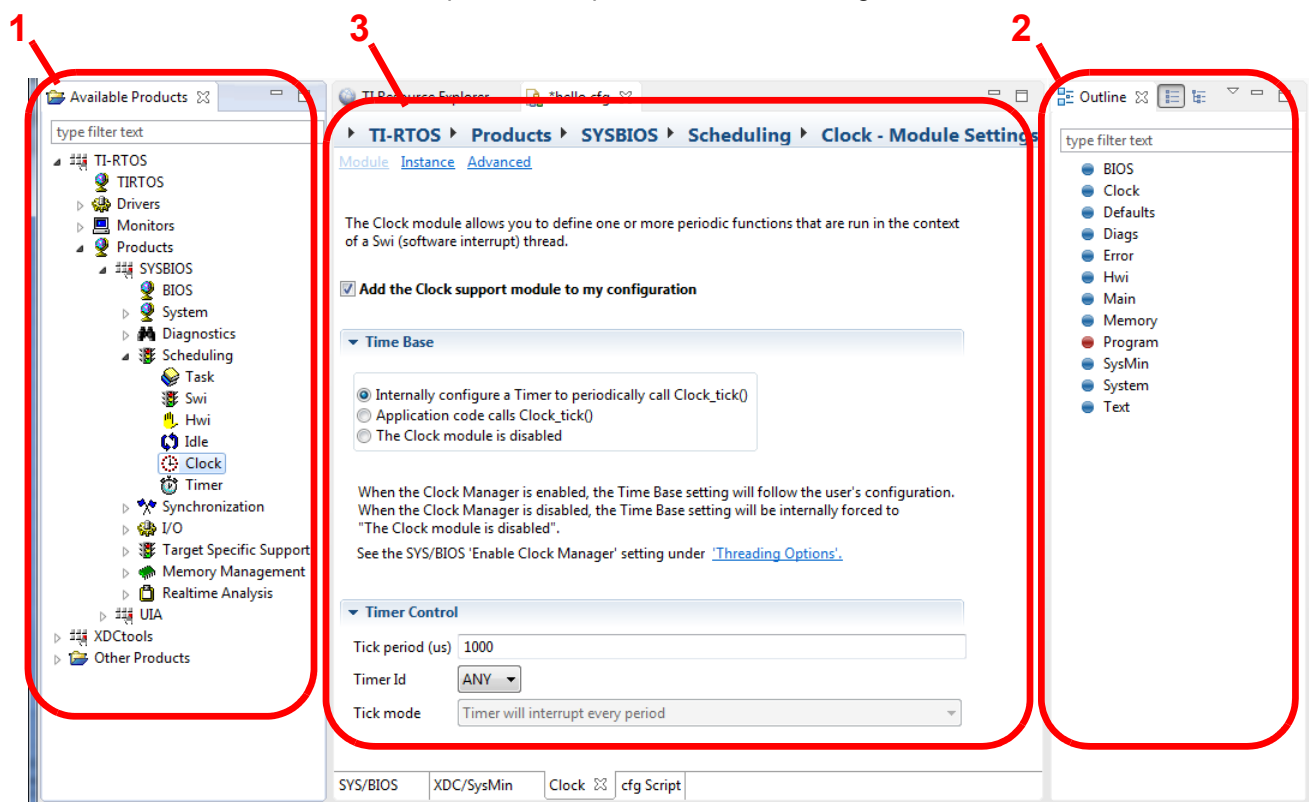 1
3
2
Available Products
type filter text
TI-RTOS
TIRTOS
Drivers
Monitors
Products
SYSBIOS
BIOS
System
Diagnostics
Scheduling
Task
Swi
Hwi
Idle
Clock
Timer
Synchronization
I/O
Target Specific Support
Memory Management
Realtime Analysis
UIA
XDCtools
Other Products
TI Resource Explorer
*hello.cfg
TI-RTOS Products SYSBIOS Scheduling Clock - Module Settings
Module Instance Advanced
The Clock module allows you to define one or more periodic functions that are run in the context
of a Swi (software interrupt) thread.
Add the Clock support module to my configuration
Time Base
Internally configure a Timer to periodically call Clock_tick()
Application code calls Clock_tick()
The Clock module is disabled
When the Clock Manager is enabled, the Time Base setting will follow the user's configuration.
When the Clock Manager is disabled, the Time Base setting will be internally forced to
"The Clock module is disabled".
See the SYS/BIOS 'Enable Clock Manager' setting under 'Threading Options'.
Timer Control
Tick period (us) 1000
Timer Id ANY
Tick mode Timer will interrupt every period
SYS/BIOS XDC/SysMin Clock cfg Script
Outline
type filter text
BIOS
Clock
Defaults
Diags
Error
Hwi
Main
Memory
Program
SysMin
System
Text